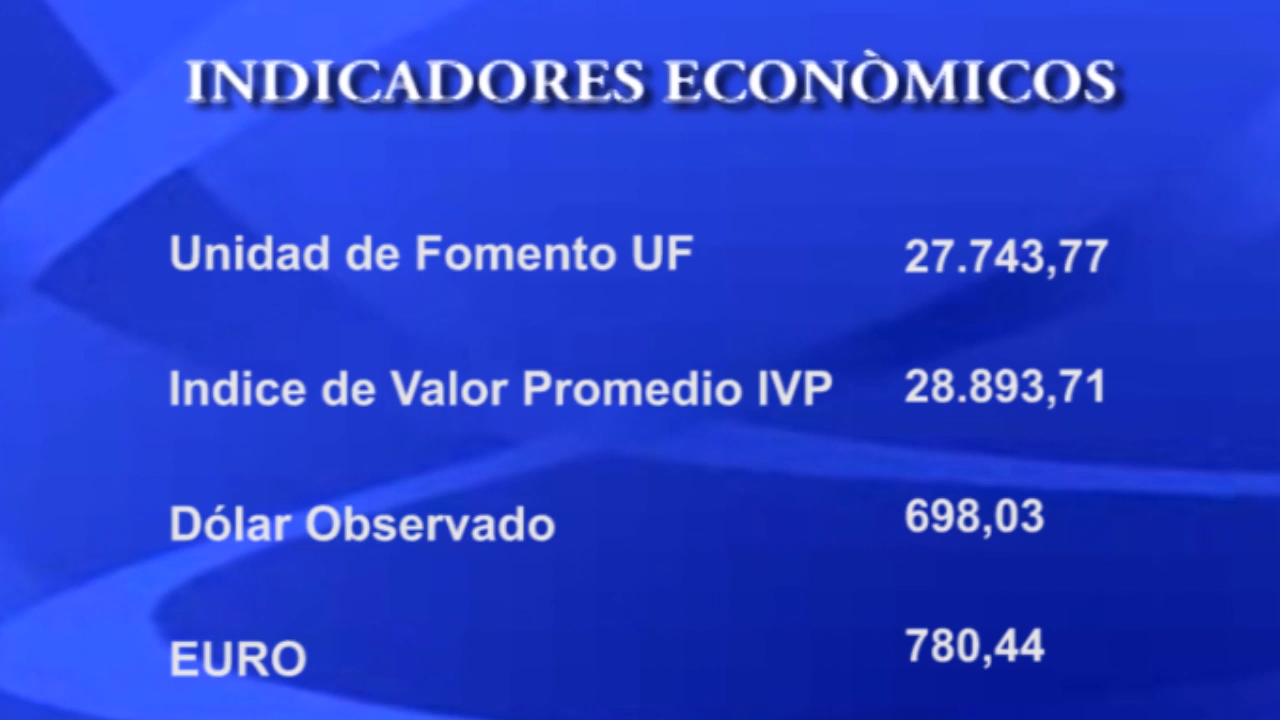 INDICADORES ECONÒMICOS
Unidad de Fomento UF 27.743,77
Indice de Valor Promedio IVP 28.893,71
Dólar Observado 698,03
EURO 780,44